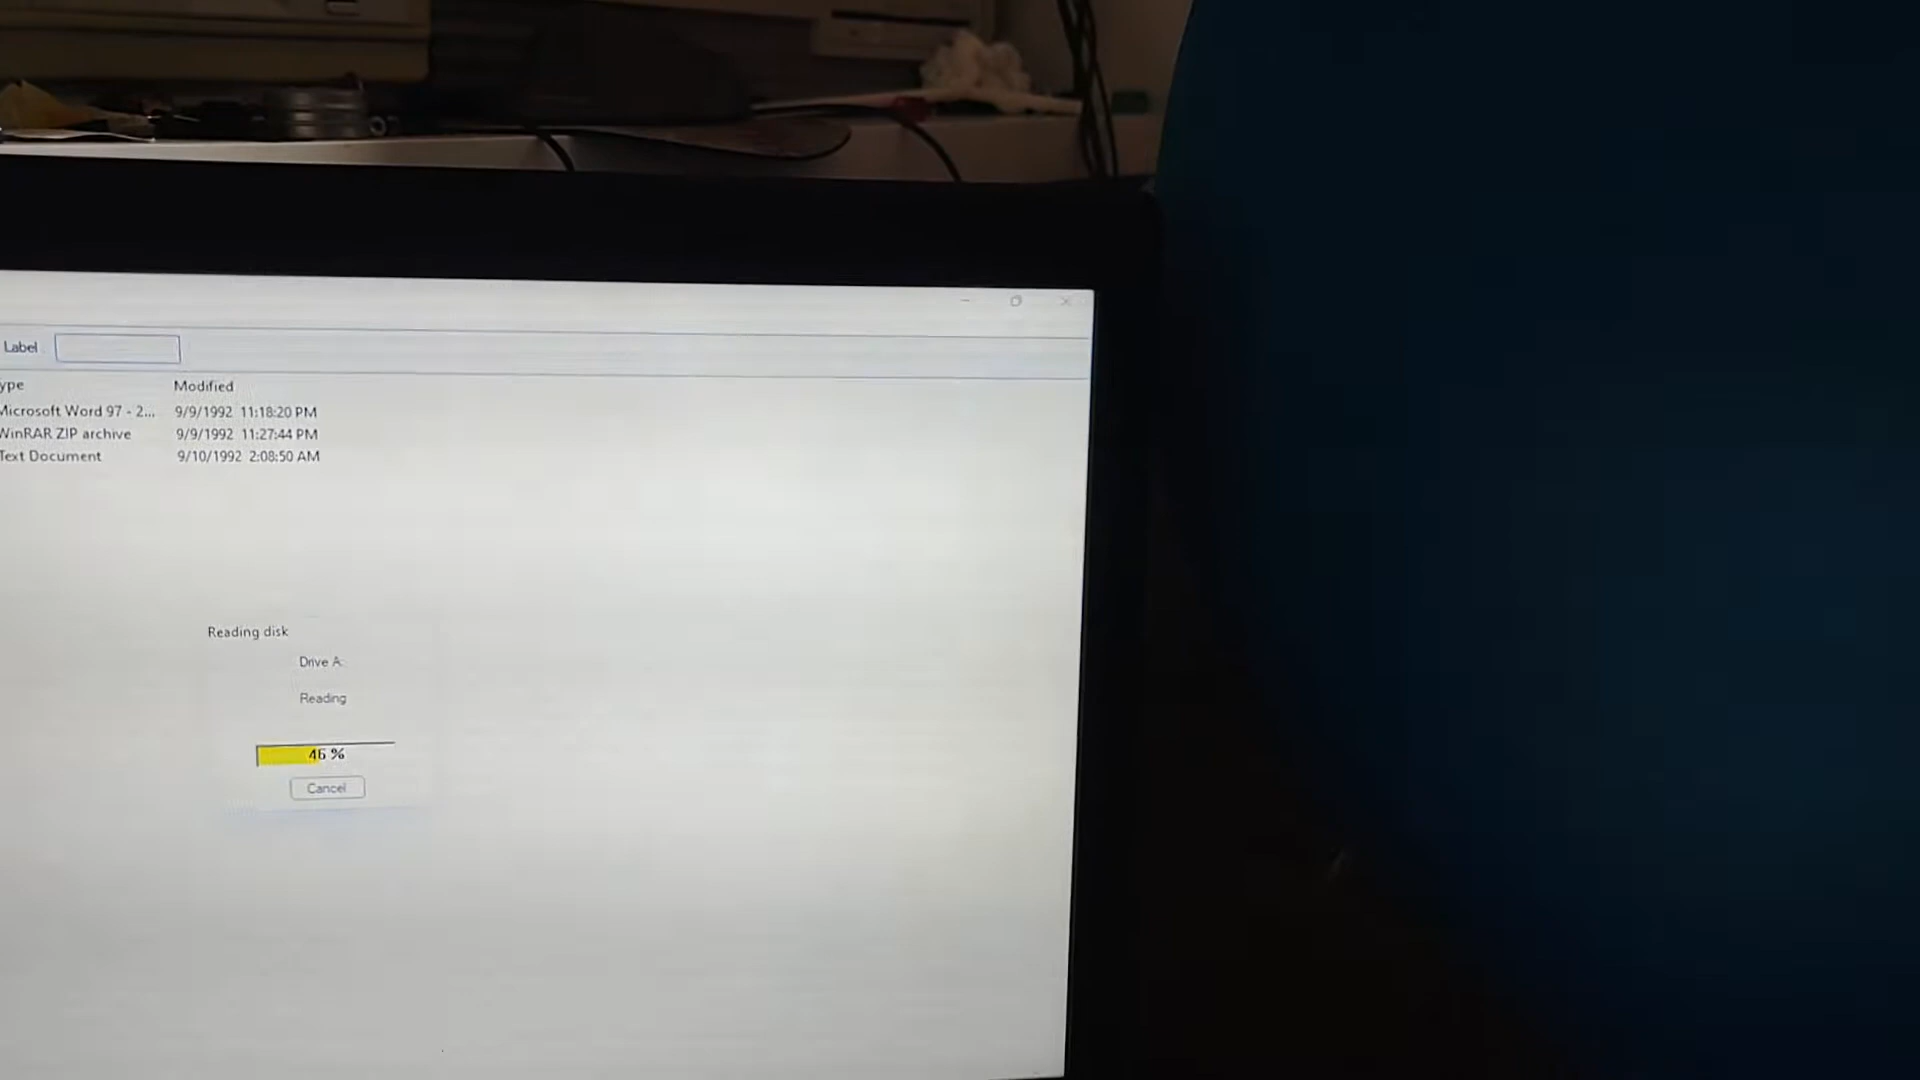 Label
ype Modified
Microsoft Word 97 - 2... 9/9/1992 11:18:20 PM
WinRAR ZIP archive 9/9/1992 11:27:44 PM
Text Document 9/10/1992 2:08:50 AM
Reading disk
Drive A:
Reading
46 %
Cancel